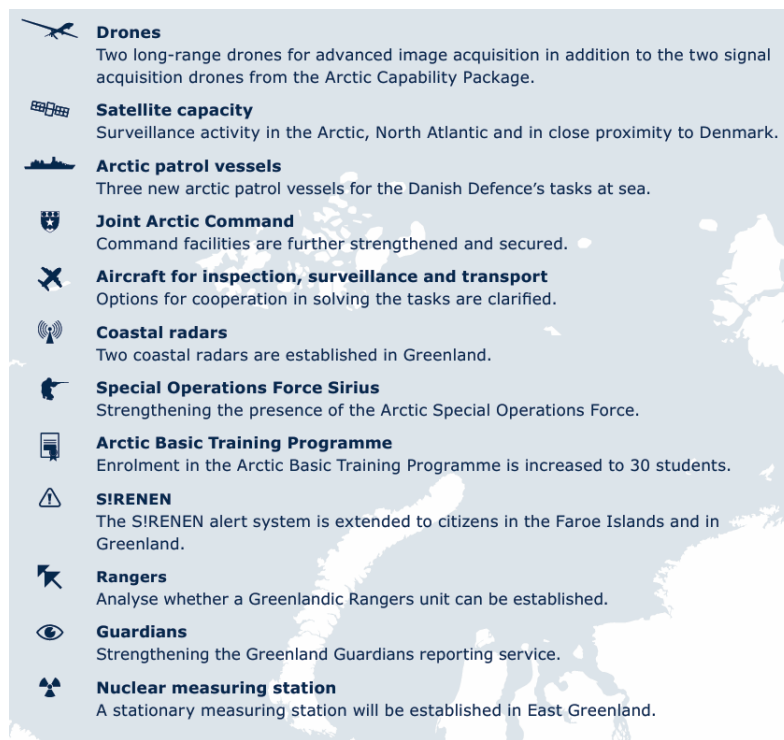 Drones
Two long-range drones for advanced image acquisition in addition to the two signal
acquisition drones from the Arctic Capability Package.
Satellite capacity
Surveillance activity in the Arctic, North Atlantic and in close proximity to Denmark.
Arctic patrol vessels
Three new arctic patrol vessels for the Danish Defence’s tasks at sea.
Joint Arctic Command
Command facilities are further strengthened and secured.
Aircraft for inspection, surveillance and transport
Options for cooperation in solving the tasks are clarified.
Coastal radars
Two coastal radars are established in Greenland.
Special Operations Force Sirius
Strengthening the presence of the Arctic Special Operations Force.
Arctic Basic Training Programme
Enrolment in the Arctic Basic Training Programme is increased to 30 students.
S!RENEN
The S!RENEN alert system is extended to citizens in the Faroe Islands and in
Greenland.
Rangers
Analyse whether a Greenlandic Rangers unit can be established.
Guardians
Strengthening the Greenland Guardians reporting service.
Nuclear measuring station
A stationary measuring station will be established in East Greenland.